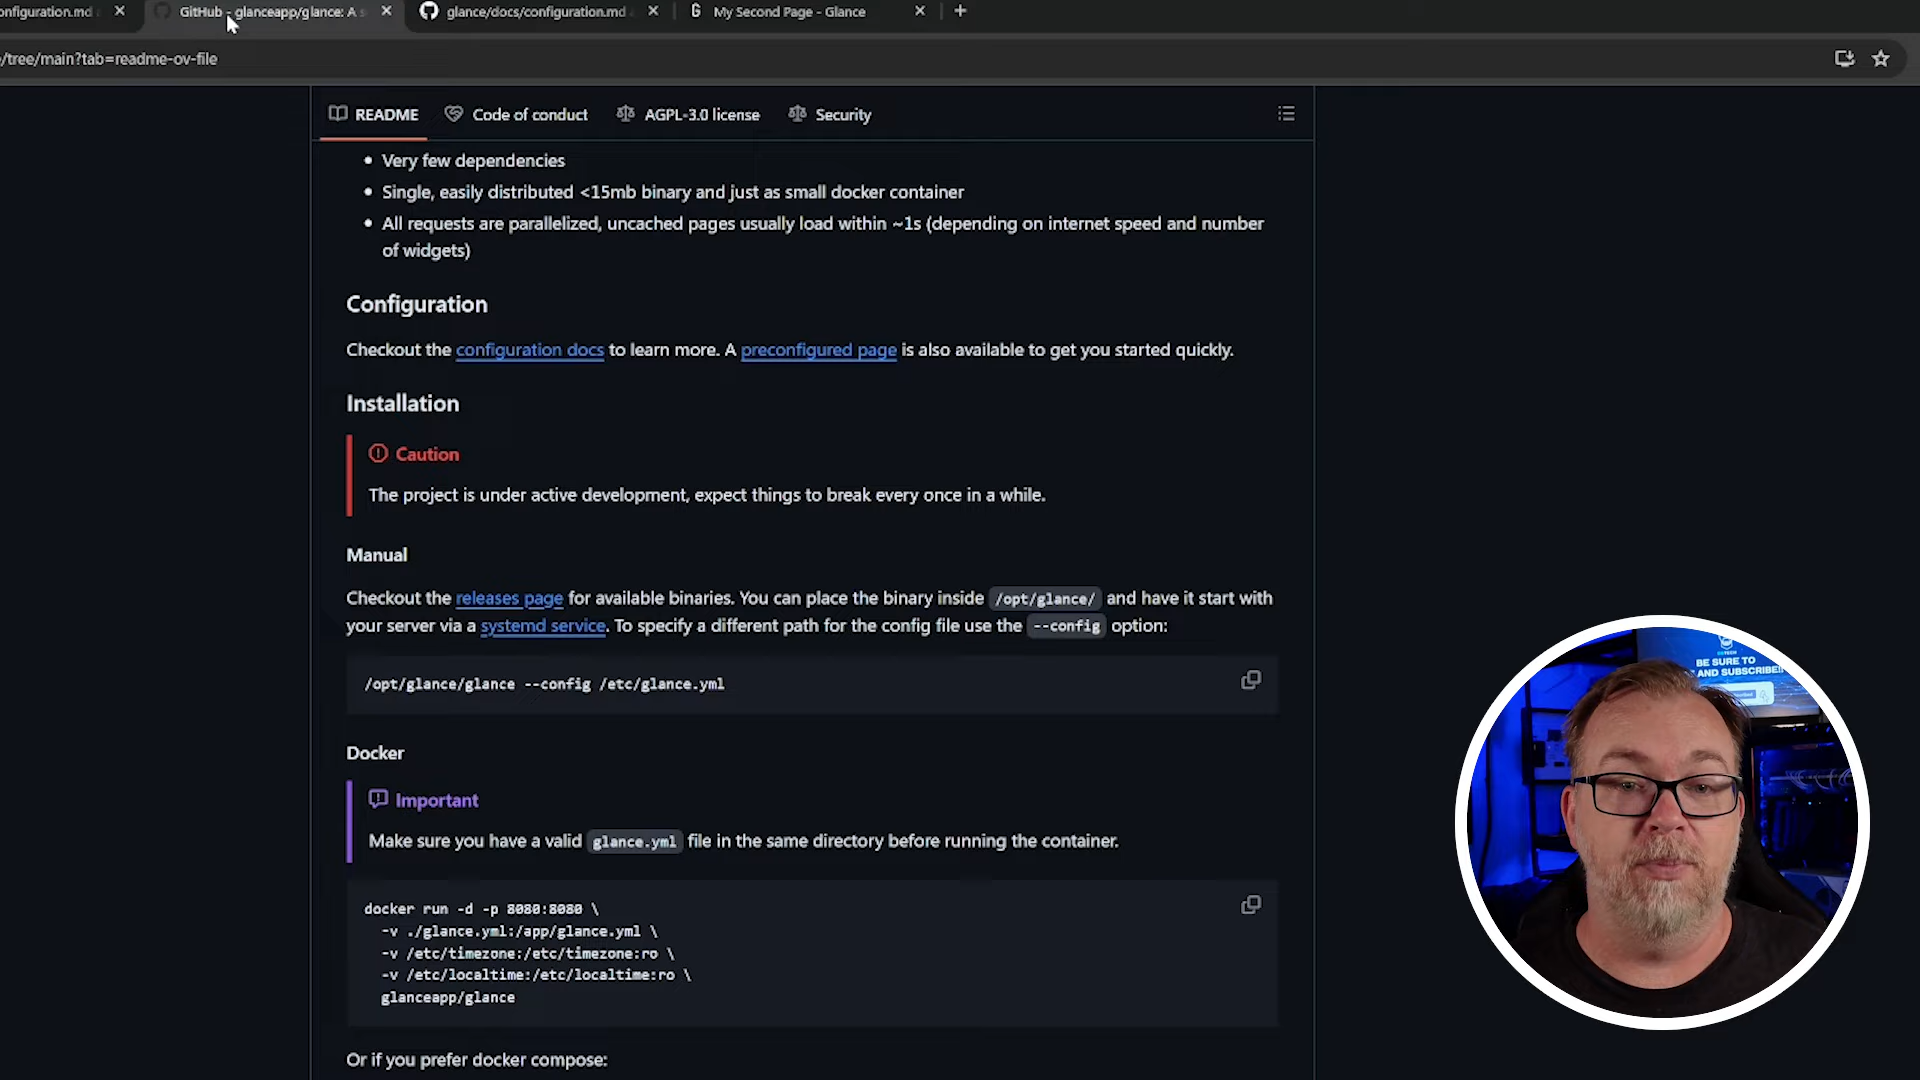 onfiguration.md
GitHub - glanceapp/glance: A s
glance/docs/configuration.md
My Second Page - Glance
/tree/main?tab=readme-ov-file
README
Code of conduct
AGPL-3.0 license
Security
• Very few dependencies
• Single, easily distributed <15mb binary and just as small docker container
• All requests are parallelized, uncached pages usually load within ~1s (depending on internet speed and number
of widgets)
Configuration
Checkout the configuration docs to learn more. A preconfigured page is also available to get you started quickly.
Installation
Caution
The project is under active development, expect things to break every once in a while.
Manual
Checkout the releases page for available binaries. You can place the binary inside /opt/glance/ and have it start with
your server via a systemd service. To specify a different path for the config file use the --config option:
/opt/glance/glance --config /etc/glance.yml
Docker
Important
Make sure you have a valid glance.yml file in the same directory before running the container.
docker run -d -p 8080:8080 \
-v ./glance.yml:/app/glance.yml \
-v /etc/timezone:/etc/timezone:ro \
-v /etc/localtime:/etc/localtime:ro \
glanceapp/glance
Or if you prefer docker compose:
BE SURE TO
AND SUBSCRIBE!!